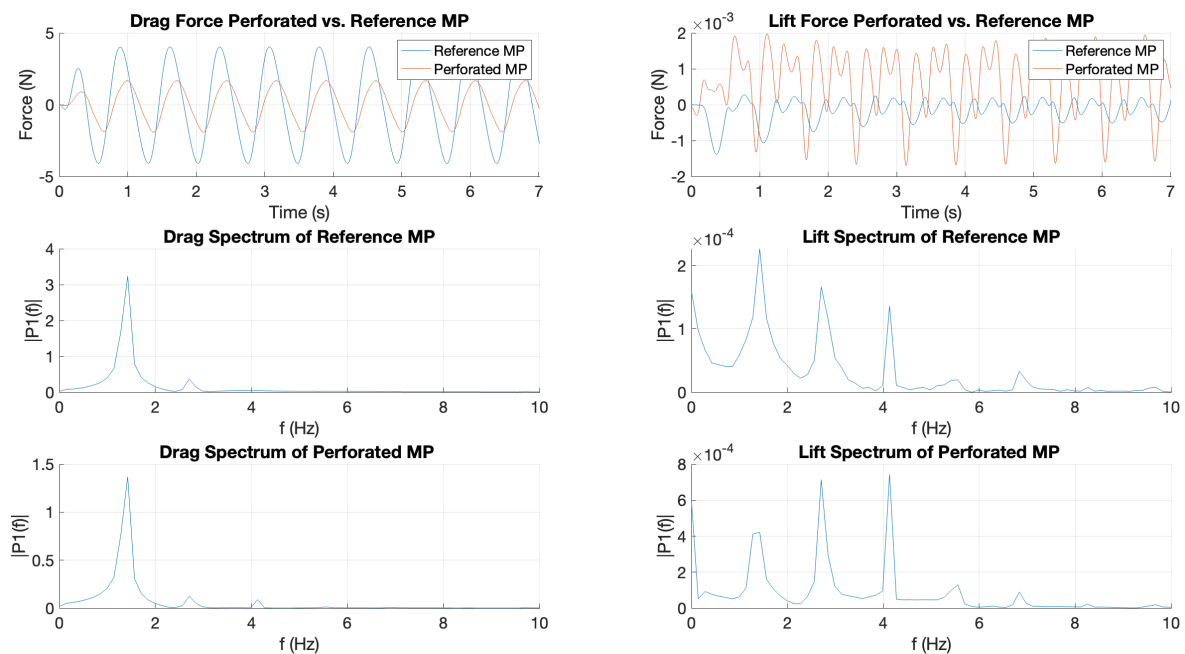 Drag Force Perforated vs. Reference MP
5
0
-5
Force (N)
Reference MP
Perforated MP
0 1 2 3 4 5 6 7
Time (s)
Lift Force Perforated vs. Reference MP
×10⁻³
2
1
0
-1
-2
Force (N)
Reference MP
Perforated MP
0 1 2 3 4 5 6 7
Time (s)
Drag Spectrum of Reference MP
4
3
2
1
0
|P1(f)|
0 2 4 6 8 10
f (Hz)
Lift Spectrum of Reference MP
×10⁻⁴
2
1
0
|P1(f)|
0 2 4 6 8 10
f (Hz)
Drag Spectrum of Perforated MP
1.5
1
0.5
0
|P1(f)|
0 2 4 6 8 10
f (Hz)
Lift Spectrum of Perforated MP
×10⁻⁴
8
6
4
2
0
|P1(f)|
0 2 4 6 8 10
f (Hz)